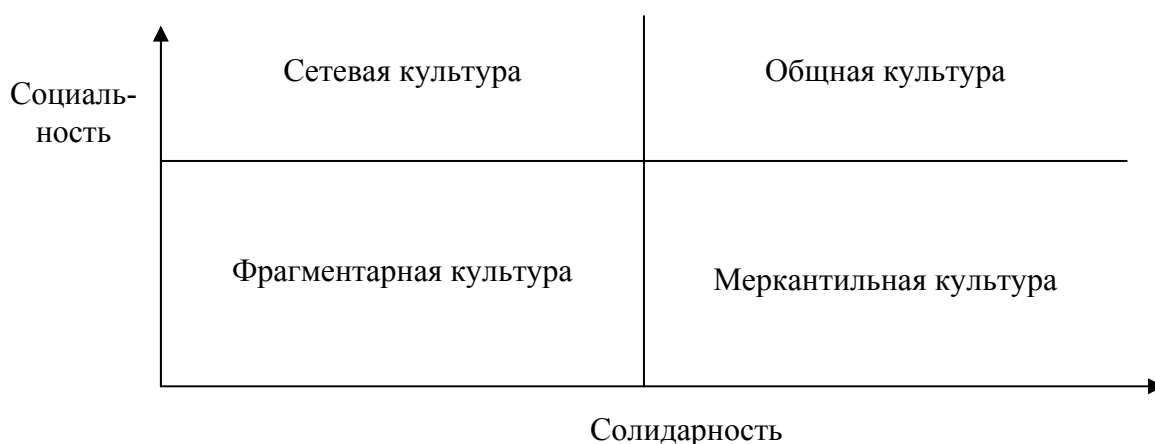 Сетевая культура
Общная культура
Социаль-
ность
Фрагментарная культура
Меркантильная культура
Солидарность